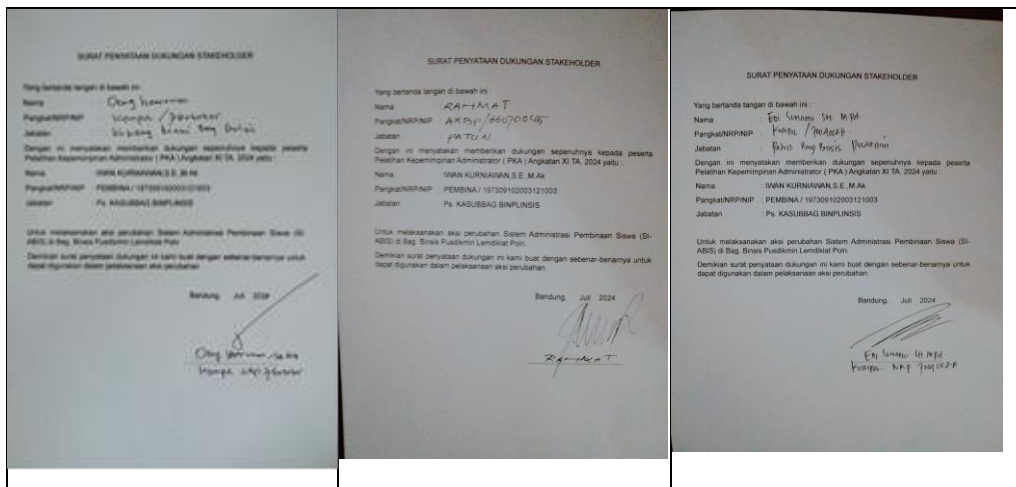 SURAT PENYATAAN DUKUNGAN STAKEHOLDER
Yang bertanda tangan di bawah ini :
Nama
Pangkat/NRP/NIP
Jabatan
Dengan ini menyatakan memberikan dukungan sepenuhnya kepada peserta
Pelatihan Kepemimpinan Administrator ( PKA ) Angkatan XI TA. 2024 yaitu :
Nama : IWAN KURNIAWAN,S.E.,M.Ak
Pangkat/NRP/NIP : PEMBINA / 197309102003121003
Jabatan : Ps. KASUBBAG BINPLINSIS
Untuk melaksanakan aksi perubahan Sistem Administrasi Pembinaan Siswa (SI-
ABIS) di Bag. Binsis Pusdikmin Lemdiklat Polri.
Demikian surat penyataan dukungan ini kami buat dengan sebenar-benarnya untuk
dapat digunakan dalam pelaksanaan aksi perubahan.
Bandung, Juli 2024
SURAT PENYATAAN DUKUNGAN STAKEHOLDER
Yang bertanda tangan di bawah ini :
Nama : RAHMAT
Pangkat/NRP/NIP : AKBP/
Jabatan :
Dengan ini menyatakan memberikan dukungan sepenuhnya kepada peserta
Pelatihan Kepemimpinan Administrator ( PKA ) Angkatan XI TA. 2024 yaitu :
Nama : IWAN KURNIAWAN,S.E.,M.Ak
Pangkat/NRP/NIP : PEMBINA / 197309102003121003
Jabatan : Ps. KASUBBAG BINPLINSIS
Untuk melaksanakan aksi perubahan Sistem Administrasi Pembinaan Siswa (SI-
ABIS) di Bag. Binsis Pusdikmin Lemdiklat Polri.
Demikian surat penyataan dukungan ini kami buat dengan sebenar-benarnya untuk
dapat digunakan dalam pelaksanaan aksi perubahan.
Bandung, Juli 2024
RAHMAT
SURAT PENYATAAN DUKUNGAN STAKEHOLDER
Yang bertanda tangan di bawah ini :
Nama : SH MPd
Pangkat/NRP/NIP : Kompol /
Jabatan :
Dengan ini menyatakan memberikan dukungan sepenuhnya kepada peserta
Pelatihan Kepemimpinan Administrator ( PKA ) Angkatan XI TA. 2024 yaitu :
Nama : IWAN KURNIAWAN,S.E.,M.Ak
Pangkat/NRP/NIP : PEMBINA / 197309102003121003
Jabatan : Ps. KASUBBAG BINPLINSIS
Untuk melaksanakan aksi perubahan Sistem Administrasi Pembinaan Siswa (SI-
ABIS) di Bag. Binsis Pusdikmin Lemdiklat Polri.
Demikian surat penyataan dukungan ini kami buat dengan sebenar-benarnya untuk
dapat digunakan dalam pelaksanaan aksi perubahan.
Bandung, Juli 2024
SH MPd
Kompol NRP